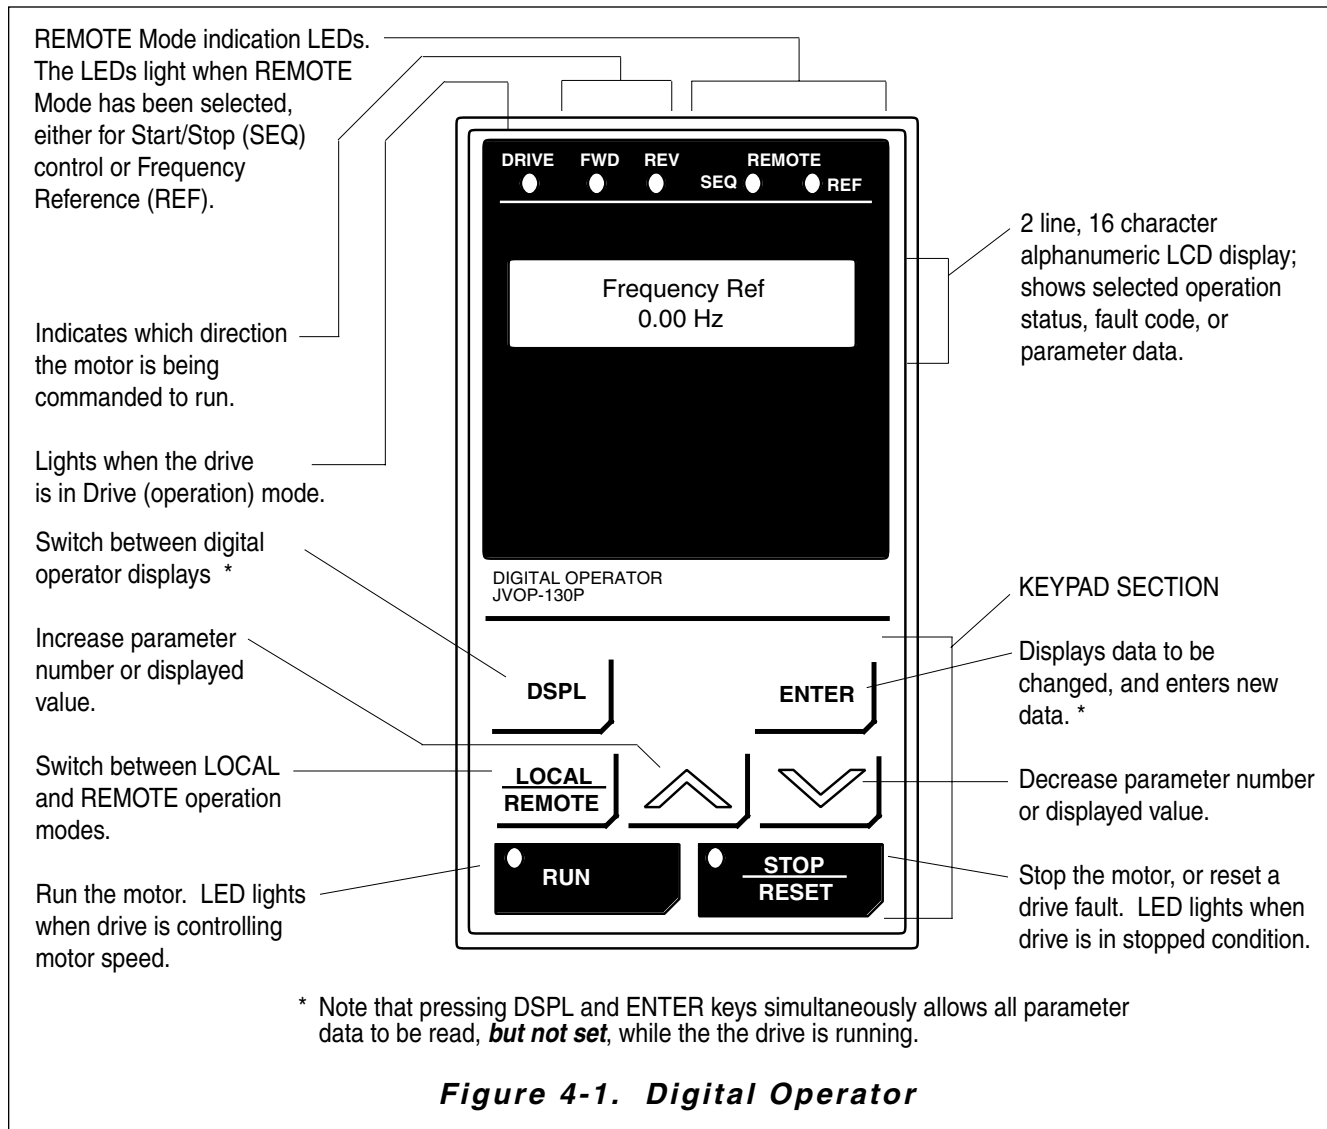 REMOTE Mode indication LEDs.
The LEDs light when REMOTE
Mode has been selected,
either for Start/Stop (SEQ)
control or Frequency
Reference (REF).
Indicates which direction
the motor is being
commanded to run.
Lights when the drive
is in Drive (operation) mode.
Switch between digital
operator displays *
Increase parameter
number or displayed
value.
Switch between LOCAL
and REMOTE operation
modes.
Run the motor. LED lights
when drive is controlling
motor speed.
DRIVE FWD REV REMOTE
SEQ REF
Frequency Ref
0.00 Hz
DIGITAL OPERATOR
JVOP-130P
DSPL
ENTER
LOCAL
REMOTE
RUN
STOP
RESET
2 line, 16 character
alphanumeric LCD display;
shows selected operation
status, fault code, or
parameter data.
KEYPAD SECTION
Displays data to be
changed, and enters new
data. *
Decrease parameter number
or displayed value.
Stop the motor, or reset a
drive fault. LED lights when
drive is in stopped condition.
* Note that pressing DSPL and ENTER keys simultaneously allows all parameter
data to be read, but not set, while the the drive is running.
Figure 4-1. Digital Operator